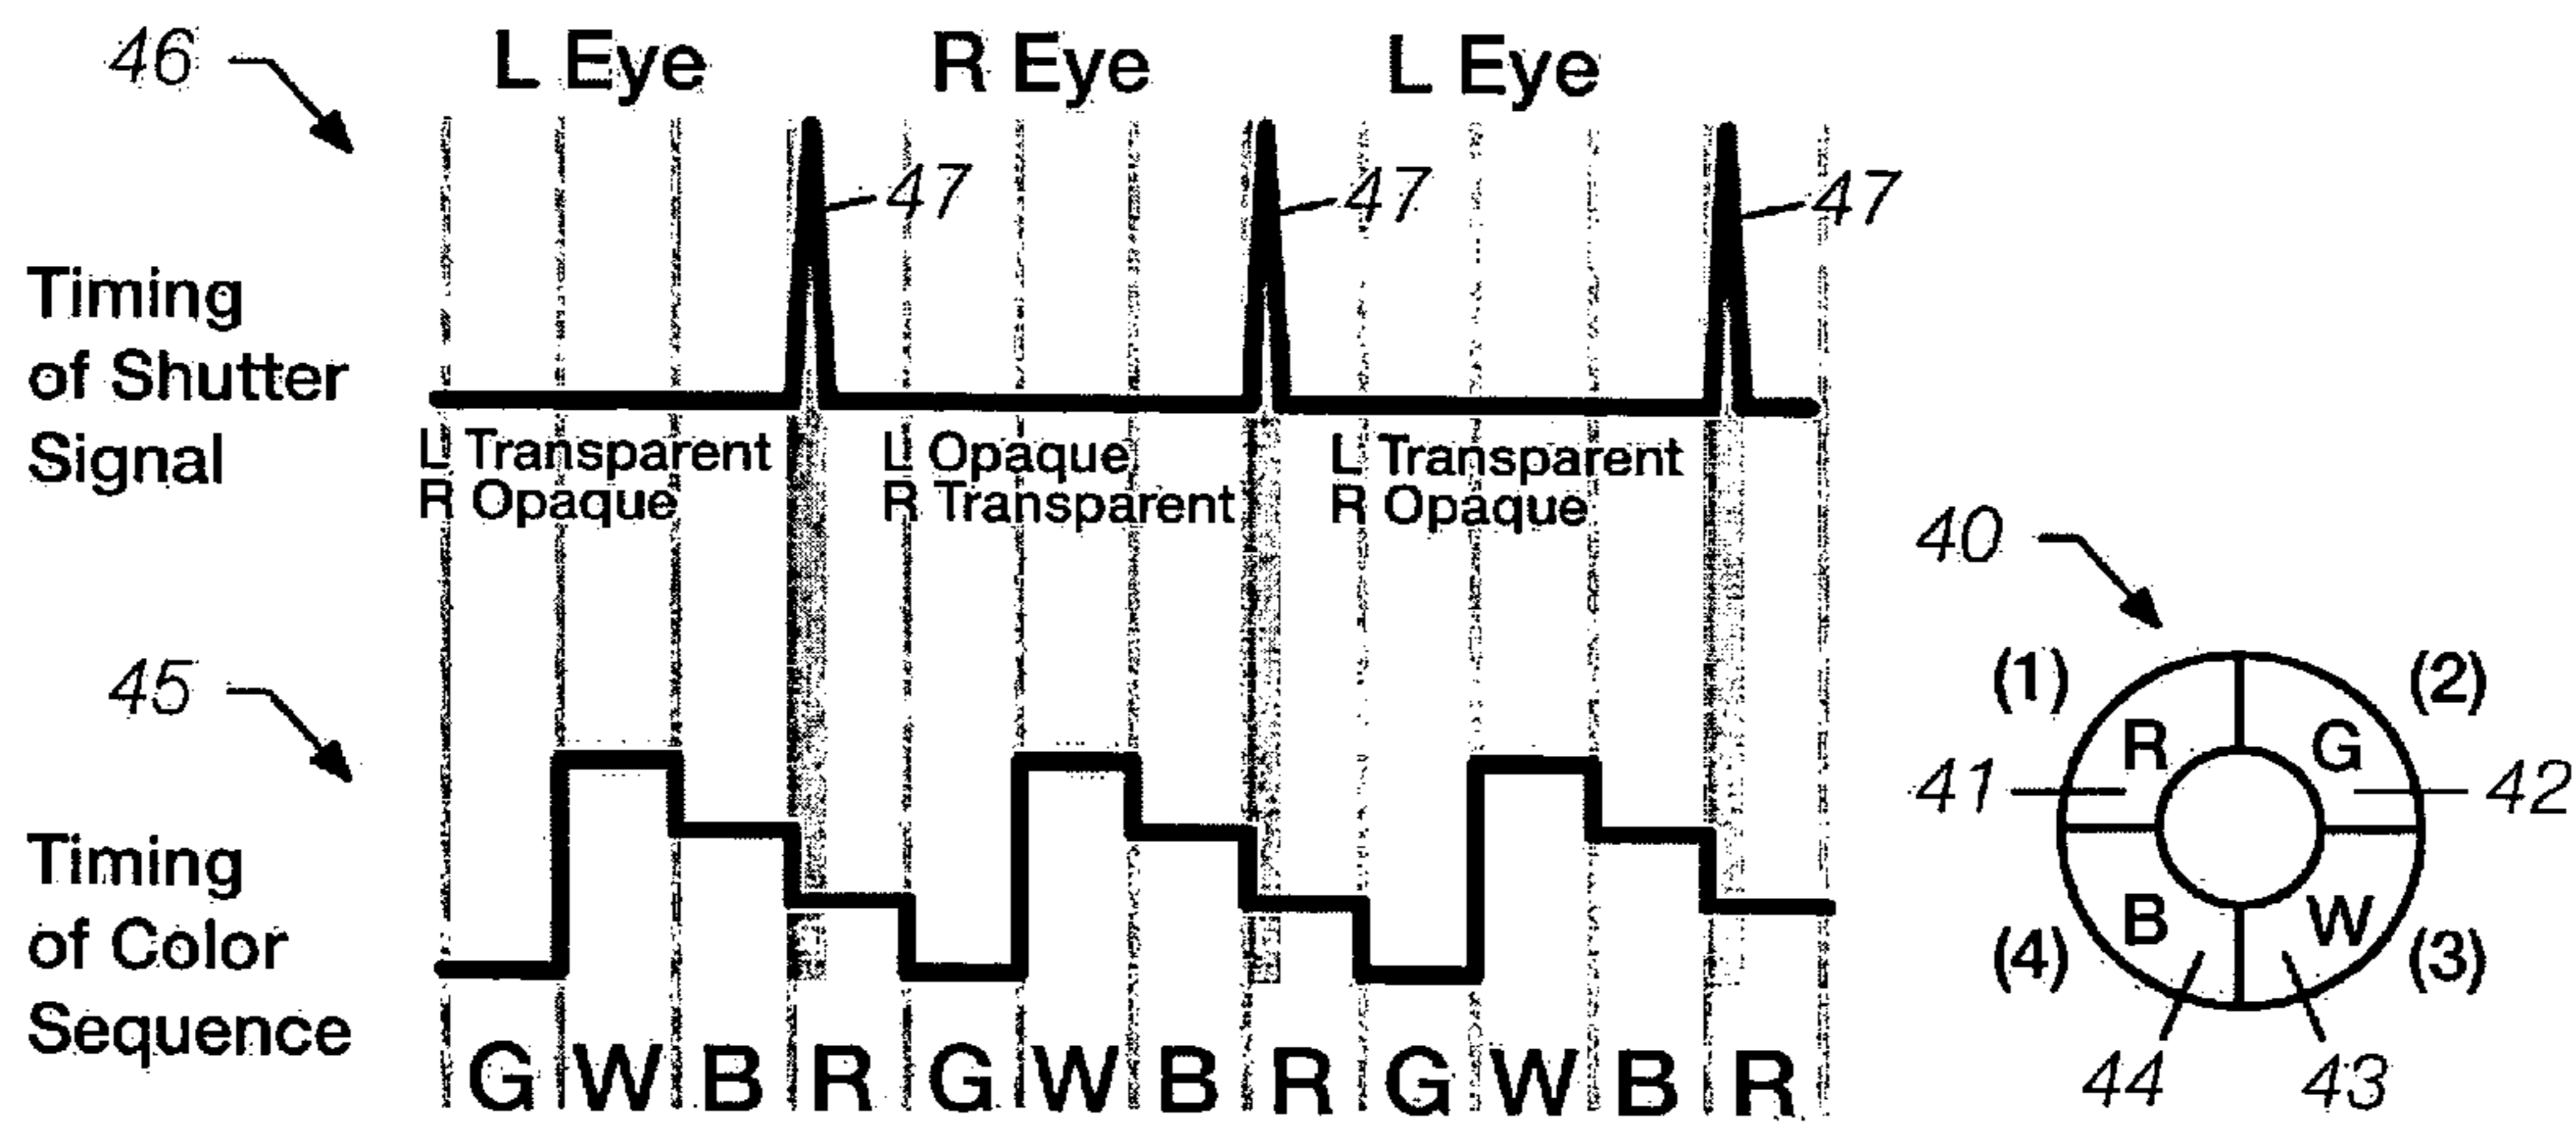 46
L Eye R Eye L Eye
47 47 47
Timing
of Shutter
Signal
L Transparent
R Opaque
L Opaque
R Transparent
L Transparent
R Opaque
40
45
(1) (2)
R G
41 42
B W
(4) (3)
44 43
Timing
of Color
Sequence
G W B R G W B R G W B R